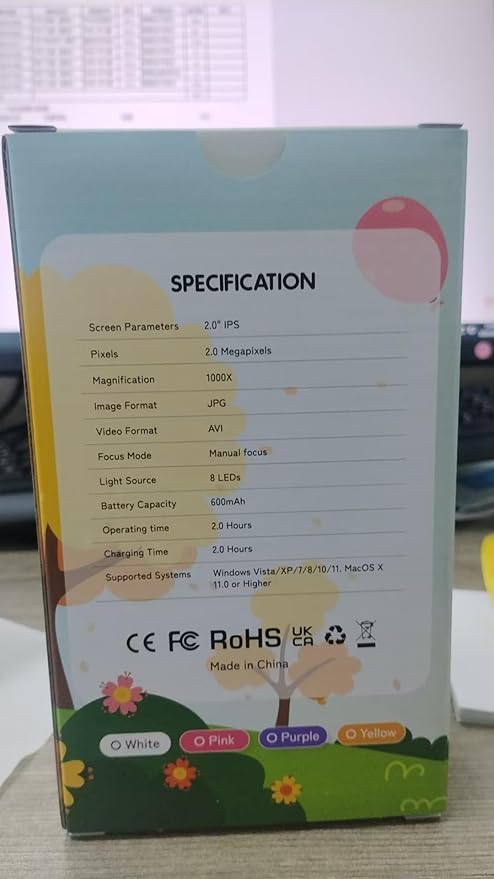 SPECIFICATION
Screen Parameters 2.0" IPS
Pixels 2.0 Megapixels
Magnification 1000X
Image Format JPG
Video Format AVI
Focus Mode Manual focus
Light Source 8 LEDs
Battery Capacity 600mAh
Operating time 2.0 Hours
Charging Time 2.0 Hours
Supported Systems Windows Vista/XP/7/8/10/11. MacOS X
11.0 or Higher
CE FC RoHS UK
CA
Made in China
White Pink Purple Yellow